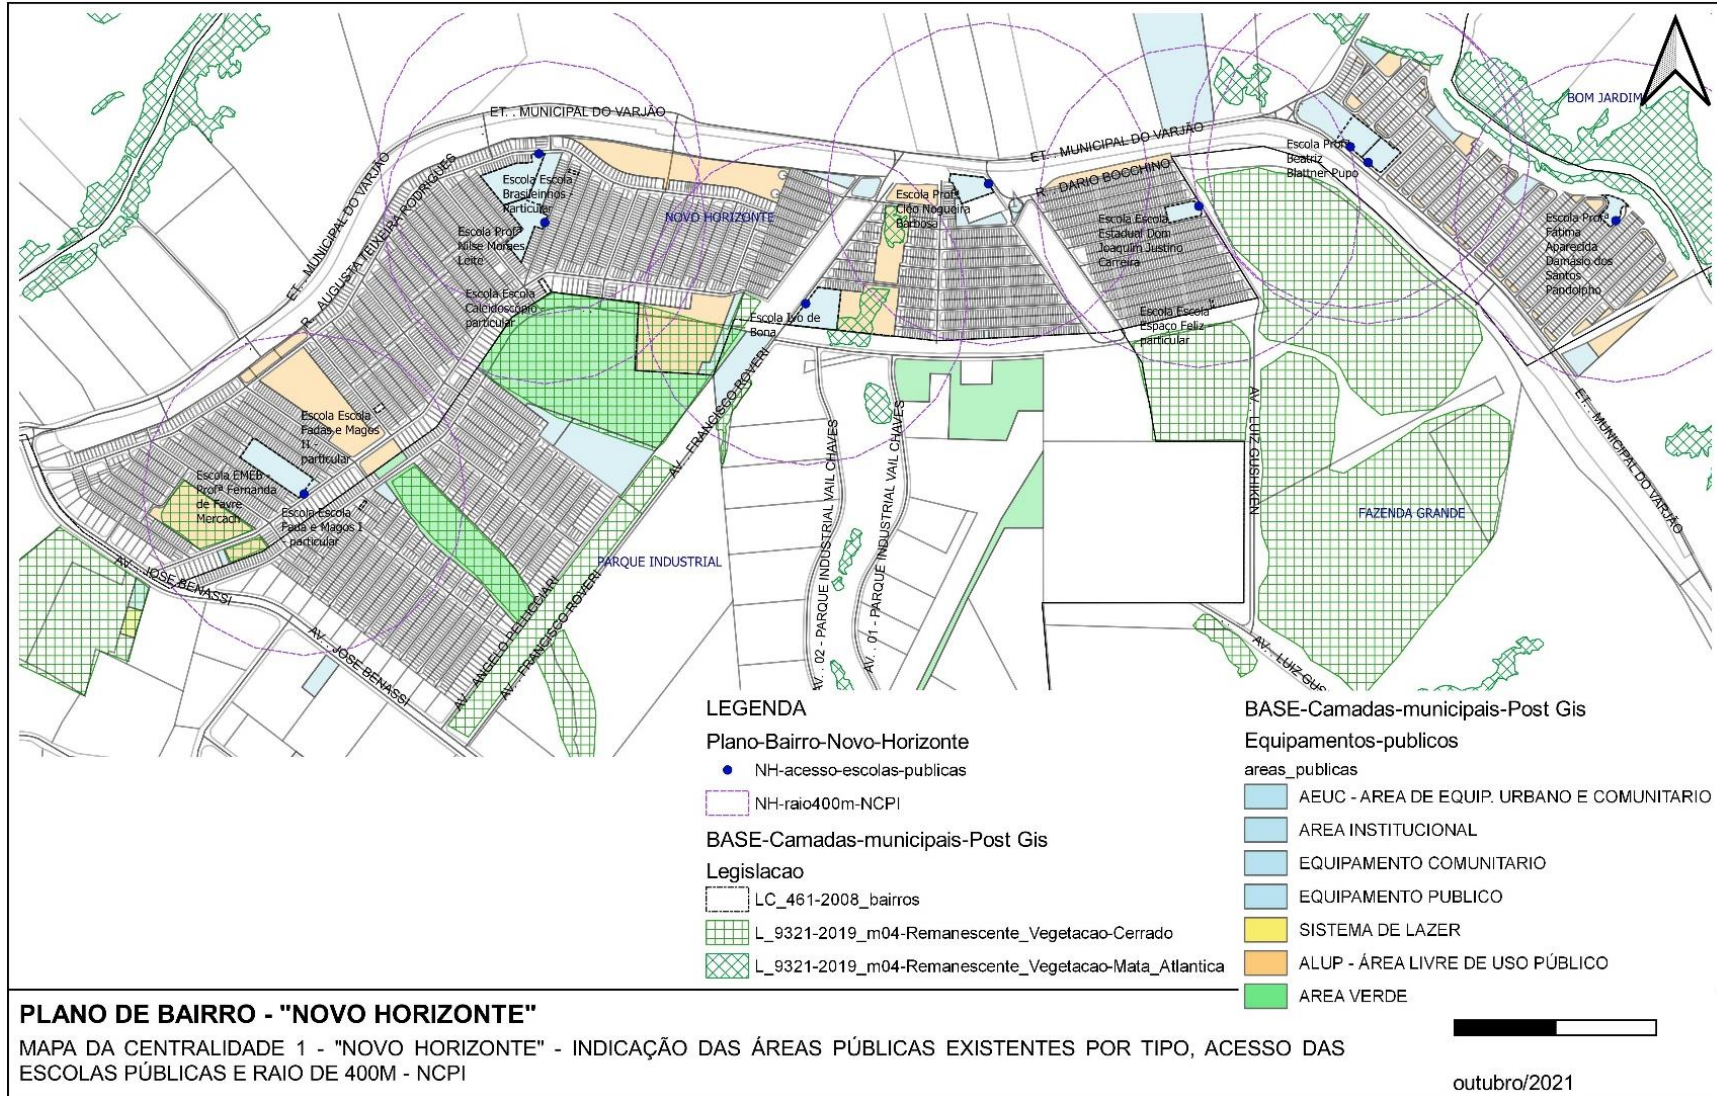 BOM JARDIM
ET. . MUNICIPAL DO VARJÃO
ET. . MUNICIPAL DO VARJÃO
ET. . MUNICIPAL DO VARJÃO
R. . AUGUSTA TEIXEIRA RODRIGUES
Escola Escola
Brasileinhos -
Particular
Escola Profª
Nilse Moraes
Leite
NOVO HORIZONTE
Escola Profª
Cléo Nogueira
Barbosa
R. . DARIO BOCCHINO
Escola Escola
Estadual Dom
Joaquim Justino
Carreira
Escola Profª
Beatriz
Blattner Pupo
Escola Profª
Fátima
Aparecida
Damásio dos
Santos
Pandolpho
Escola Escola
Caleidoscópio
particular
Escola Ivo de
Bona
Escola Escola
Espaço Feliz
particular
Escola Escola
Fadas e Magos
II -
particular
Escola EMEB
Profª Fernanda
de Favre
Mercachi
Escola Escola
Fada e Magos I
- particular
AV. . FRANCISCO ROVERI
AV. . 02 - PARQUE INDUSTRIAL VAIL CHAVES
AV. . 01 - PARQUE INDUSTRIAL VAIL CHAVES
AV. . LUIZ GUSHIKEN
ET. . MUNICIPAL DO VARJÃO
FAZENDA GRANDE
PARQUE INDUSTRIAL
AV. . JOSE BENASSI
AV. . JOSE BENASSI
AV. . ANGELO PELLICCIARI
AV. . FRANCISCO ROVERI
AV. . LUIZ GUS
LEGENDA
Plano-Bairro-Novo-Horizonte
NH-acesso-escolas-publicas
NH-raio400m-NCPI
BASE-Camadas-municipais-Post Gis
Legislacao
LC_461-2008_bairros
L_9321-2019_m04-Remanescente_Vegetacao-Cerrado
L_9321-2019_m04-Remanescente_Vegetacao-Mata_Atlantica
BASE-Camadas-municipais-Post Gis
Equipamentos-publicos
areas_publicas
AEUC - AREA DE EQUIP. URBANO E COMUNITARIO
AREA INSTITUCIONAL
EQUIPAMENTO COMUNITARIO
EQUIPAMENTO PUBLICO
SISTEMA DE LAZER
ALUP - ÁREA LIVRE DE USO PÚBLICO
AREA VERDE
PLANO DE BAIRRO - "NOVO HORIZONTE"
MAPA DA CENTRALIDADE 1 - "NOVO HORIZONTE" - INDICAÇÃO DAS ÁREAS PÚBLICAS EXISTENTES POR TIPO, ACESSO DAS
ESCOLAS PÚBLICAS E RAIO DE 400M - NCPI
outubro/2021